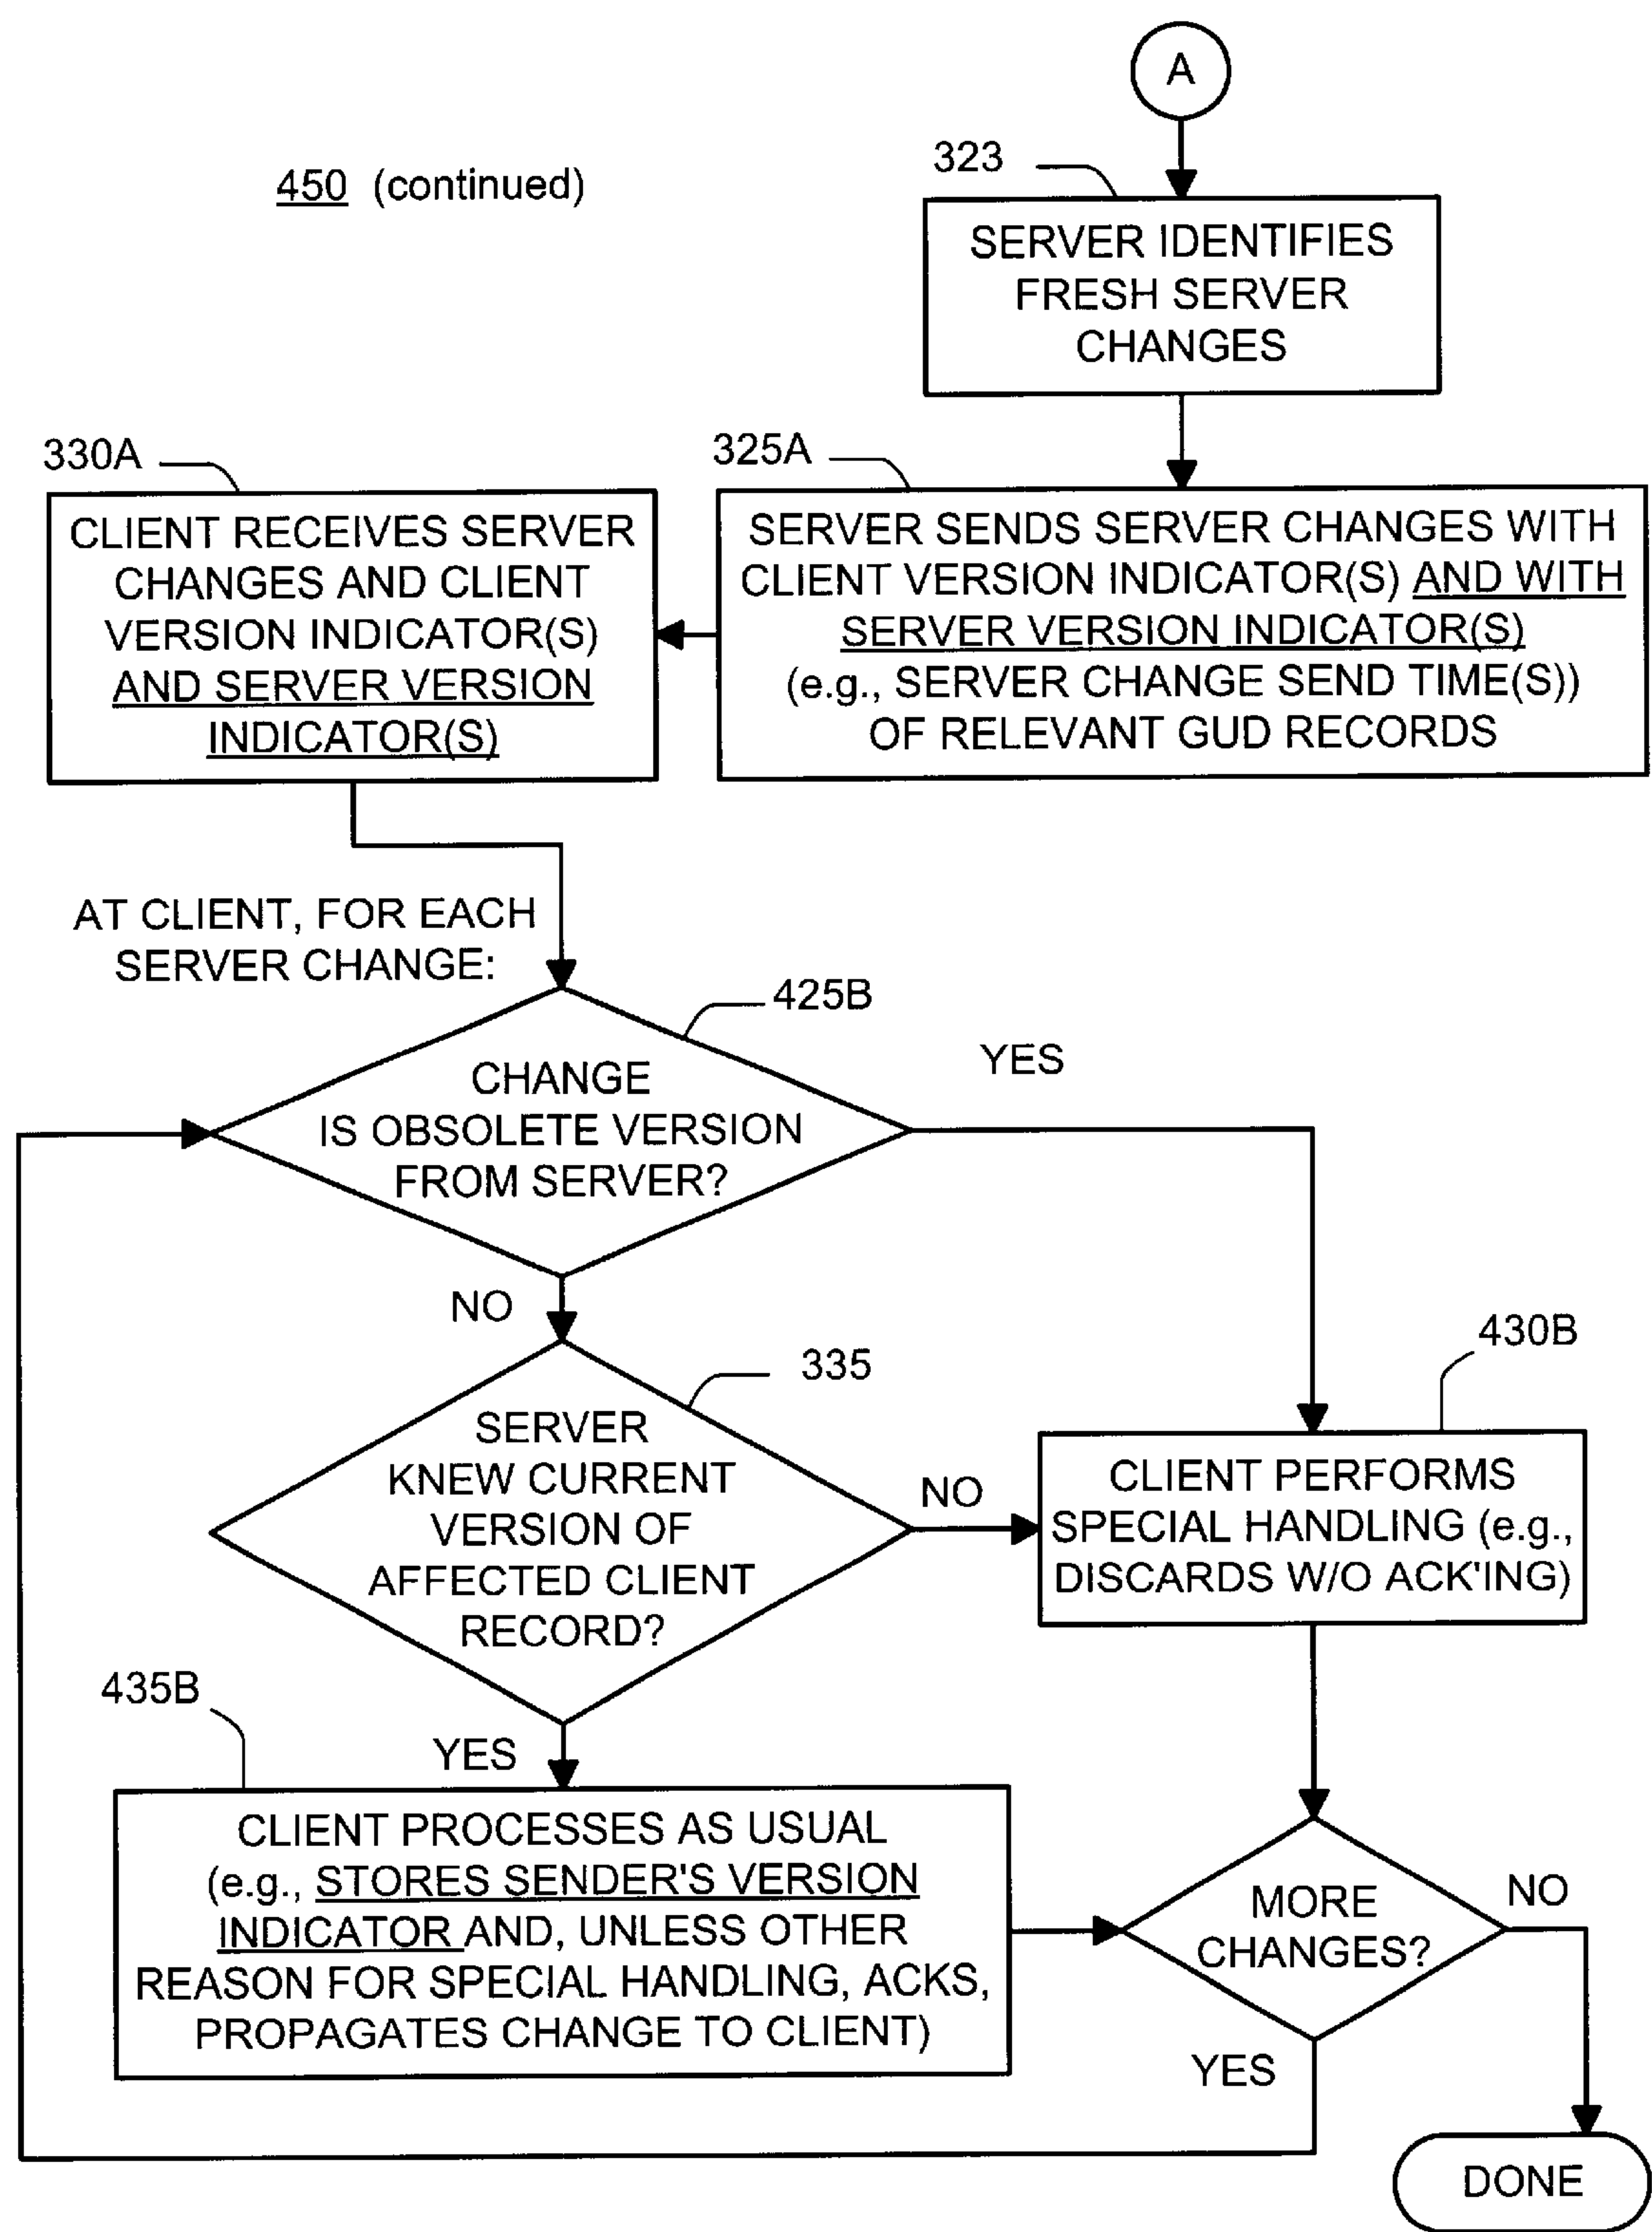 A
450 (continued)
323
SERVER IDENTIFIES
FRESH SERVER
CHANGES
330A
CLIENT RECEIVES SERVER
CHANGES AND CLIENT
VERSION INDICATOR(S)
AND SERVER VERSION
INDICATOR(S)
325A
SERVER SENDS SERVER CHANGES WITH
CLIENT VERSION INDICATOR(S) AND WITH
SERVER VERSION INDICATOR(S)
(e.g., SERVER CHANGE SEND TIME(S))
OF RELEVANT GUD RECORDS
AT CLIENT, FOR EACH
SERVER CHANGE:
425B
CHANGE
IS OBSOLETE VERSION
FROM SERVER?
YES
NO
335
SERVER
KNEW CURRENT
VERSION OF
AFFECTED CLIENT
RECORD?
NO
430B
CLIENT PERFORMS
SPECIAL HANDLING (e.g.,
DISCARDS W/O ACK'ING)
YES
435B
CLIENT PROCESSES AS USUAL
(e.g., STORES SENDER'S VERSION
INDICATOR AND, UNLESS OTHER
REASON FOR SPECIAL HANDLING, ACKS,
PROPAGATES CHANGE TO CLIENT)
MORE
CHANGES?
NO
YES
DONE